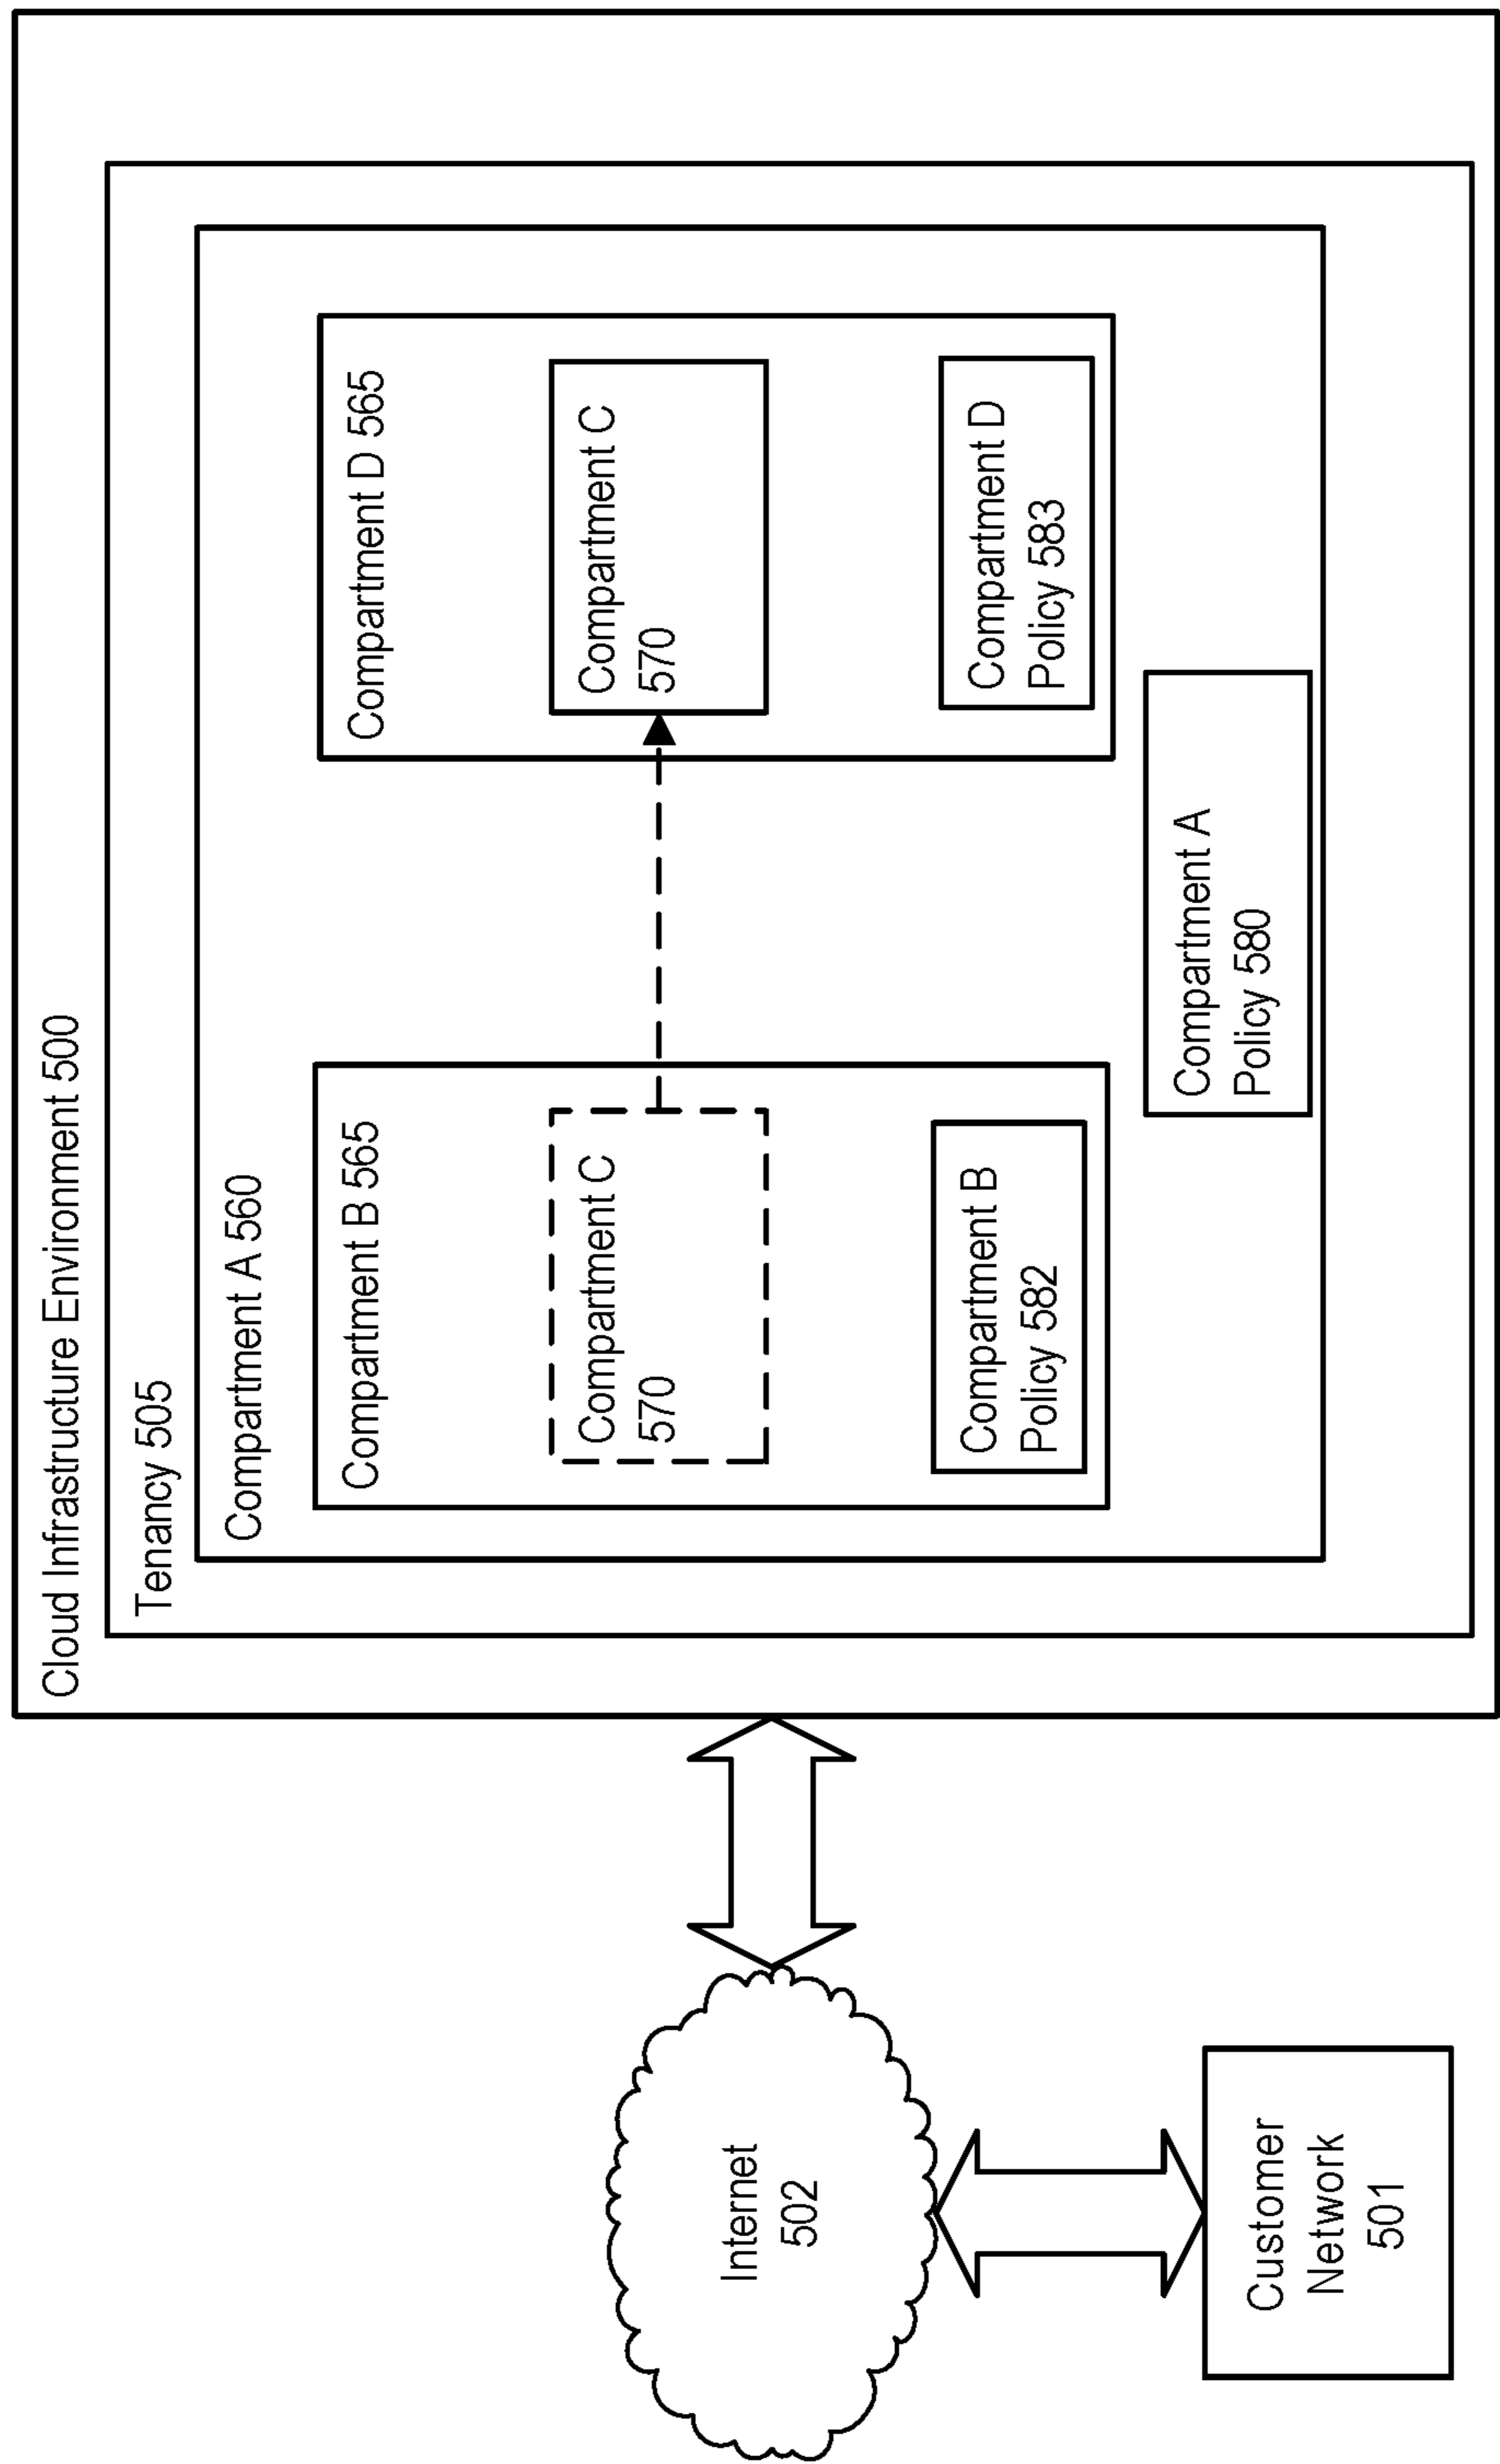 Cloud Infrastructure Environment 500
Tenancy 505
Compartment A 560
Compartment B 565
Compartment C
570
Compartment B
Policy 582
Compartment D 565
Compartment C
570
Compartment D
Policy 583
Compartment A
Policy 580
Internet
502
Customer
Network
501